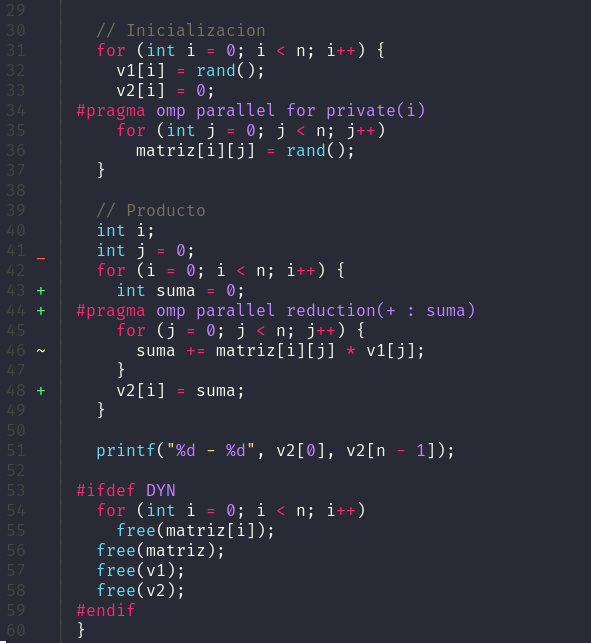 29
30 // Inicializacion
31 for (int i = 0; i < n; i++) {
32 v1[i] = rand();
33 v2[i] = 0;
34 #pragma omp parallel for private(i)
35 for (int j = 0; j < n; j++)
36 matriz[i][j] = rand();
37 }
38
39 // Producto
40 int i;
41 _ int j = 0;
42 for (i = 0; i < n; i++) {
43 + int suma = 0;
44 + #pragma omp parallel reduction(+ : suma)
45 for (j = 0; j < n; j++) {
46 ~ suma += matriz[i][j] * v1[j];
47 }
48 + v2[i] = suma;
49 }
50
51 printf("%d - %d", v2[0], v2[n - 1]);
52
53 #ifdef DYN
54 for (int i = 0; i < n; i++)
55 free(matriz[i]);
56 free(matriz);
57 free(v1);
58 free(v2);
59 #endif
60 }